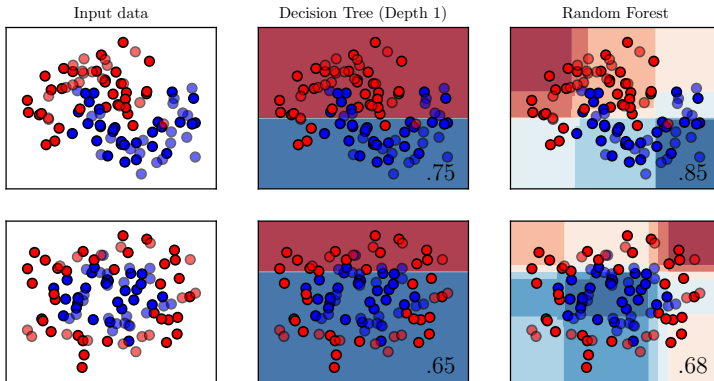 Input data
Decision Tree (Depth 1)
Random Forest
.75
.85
.65
.68